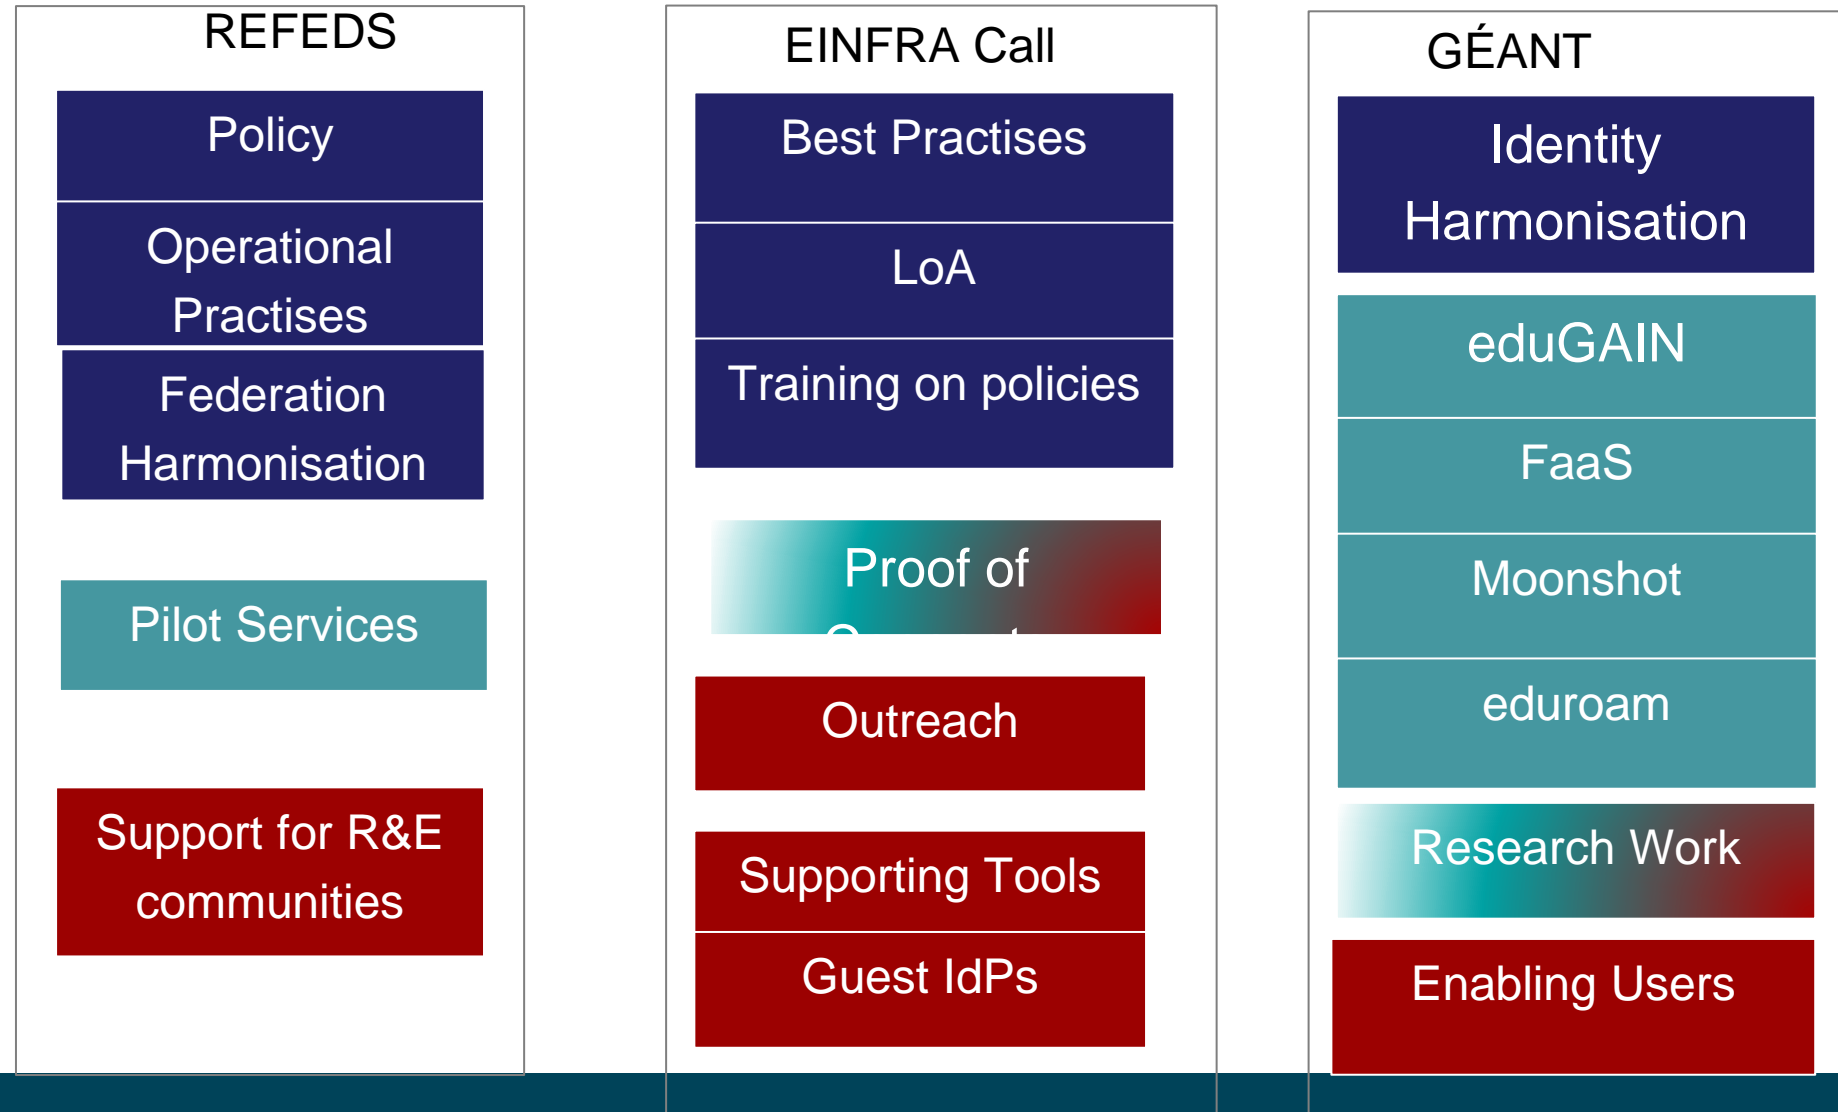 REFEDS
Policy
Operational
Practises
Federation
Harmonisation
Pilot Services
Support for R&E
communities
EINFRA Call
Best Practises
LoA
Training on policies
Proof of
Outreach
Supporting Tools
Guest IdPs
GÉANT
Identity
Harmonisation
eduGAIN
FaaS
Moonshot
eduroam
Research Work
Enabling Users